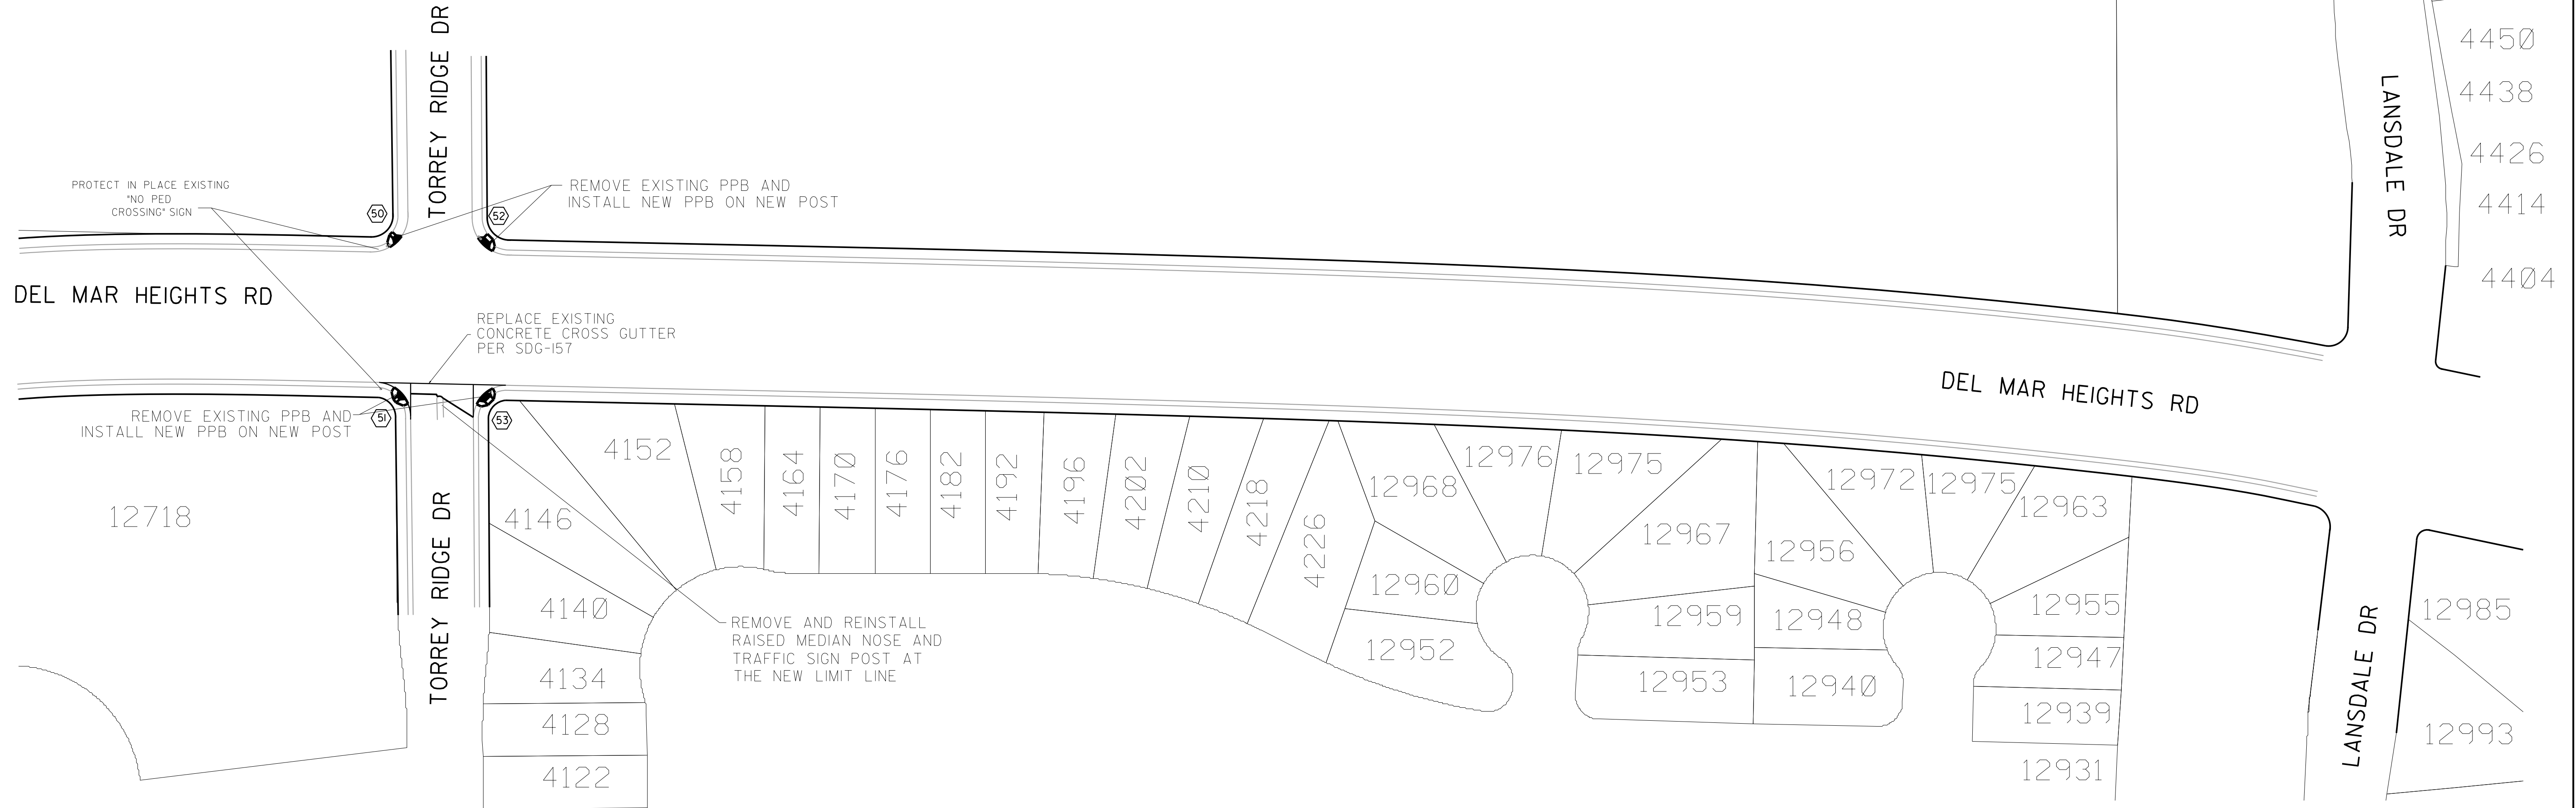 TORREY RIDGE DR
LANSDALE DR
4450
4438
4426
4414
4404
PROTECT IN PLACE EXISTING
"NO PED
CROSSING" SIGN
50
52
REMOVE EXISTING PPB AND
INSTALL NEW PPB ON NEW POST
DEL MAR HEIGHTS RD
REPLACE EXISTING
CONCRETE CROSS GUTTER
PER SDG-157
DEL MAR HEIGHTS RD
REMOVE EXISTING PPB AND
INSTALL NEW PPB ON NEW POST
51
53
12718
TORREY RIDGE DR
4152
4146
4140
4134
4128
4122
4158
4164
4170
4176
4182
4192
4196
4202
4210
4218
4226
REMOVE AND REINSTALL
RAISED MEDIAN NOSE AND
TRAFFIC SIGN POST AT
THE NEW LIMIT LINE
12968
12976
12975
12967
12960
12952
12959
12953
12972
12975
12963
12956
12948
12940
12955
12947
12939
12931
LANSDALE DR
12985
12993